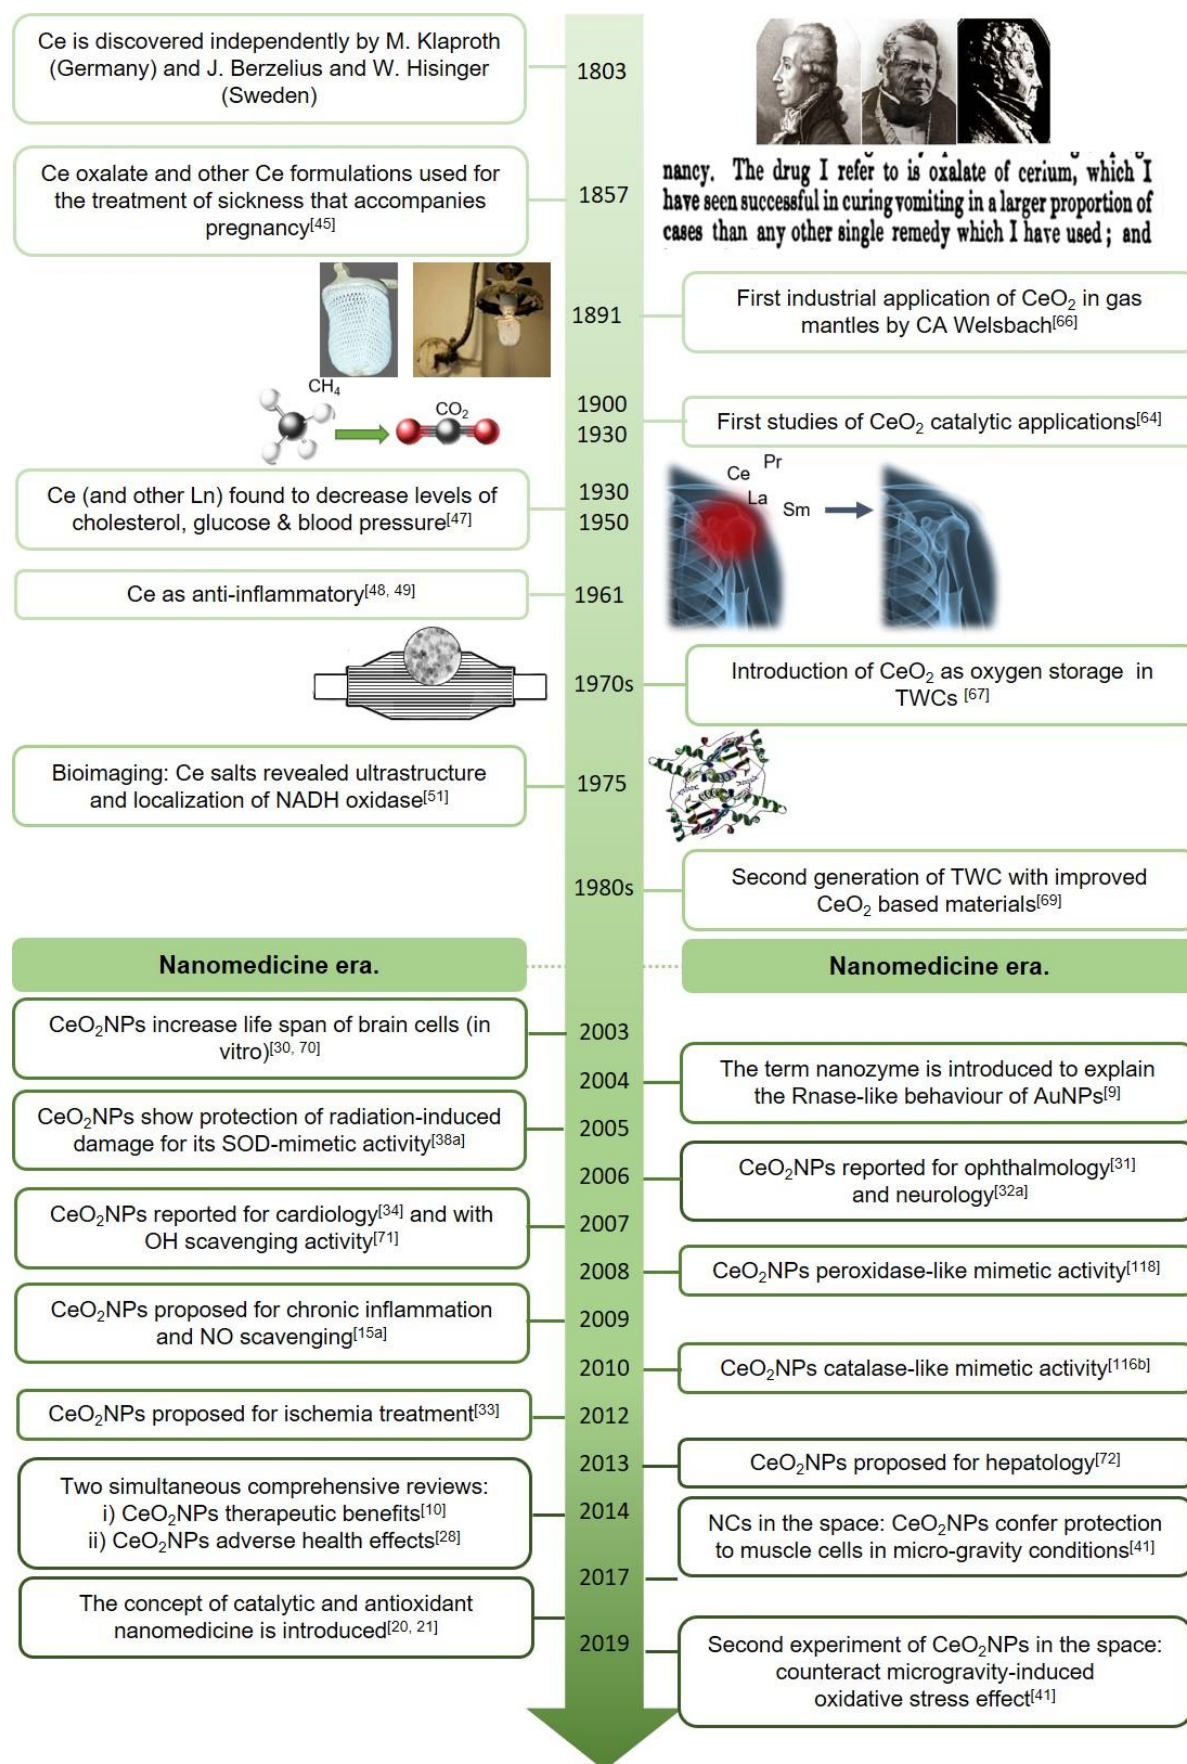 Ce is discovered independently by M. Klaproth
(Germany) and J. Berzelius and W. Hisinger
(Sweden)
1803
Ce oxalate and other Ce formulations used for
the treatment of sickness that accompanies
pregnancy[45]
1857
nancy. The drug I refer to is oxalate of cerium, which I
have seen successful in curing vomiting in a larger proportion of
cases than any other single remedy which I have used; and
1891
First industrial application of CeO2 in gas
mantles by CA Welsbach[66]
CH4
CO2
1900
1930
First studies of CeO2 catalytic applications[64]
Ce (and other Ln) found to decrease levels of
cholesterol, glucose & blood pressure[47]
1930
1950
Pr
Ce
La
Sm
Ce as anti-inflammatory[48, 49]
1961
1970s
Introduction of CeO2 as oxygen storage in
TWCs [67]
Bioimaging: Ce salts revealed ultrastructure
and localization of NADH oxidase[51]
1975
1980s
Second generation of TWC with improved
CeO2 based materials[69]
Nanomedicine era.
Nanomedicine era.
CeO2NPs increase life span of brain cells (in
vitro)[30, 70]
2003
2004
The term nanozyme is introduced to explain
the Rnase-like behaviour of AuNPs[9]
CeO2NPs show protection of radiation-induced
damage for its SOD-mimetic activity[38a]
2005
2006
CeO2NPs reported for ophthalmology[31]
and neurology[32a]
CeO2NPs reported for cardiology[34] and with
OH scavenging activity[71]
2007
2008
CeO2NPs peroxidase-like mimetic activity[118]
CeO2NPs proposed for chronic inflammation
and NO scavenging[15a]
2009
2010
CeO2NPs catalase-like mimetic activity[116b]
CeO2NPs proposed for ischemia treatment[33]
2012
2013
CeO2NPs proposed for hepatology[72]
Two simultaneous comprehensive reviews:
i) CeO2NPs therapeutic benefits[10]
ii) CeO2NPs adverse health effects[28]
2014
NCs in the space: CeO2NPs confer protection
to muscle cells in micro-gravity conditions[41]
2017
The concept of catalytic and antioxidant
nanomedicine is introduced[20, 21]
2019
Second experiment of CeO2NPs in the space:
counteract microgravity-induced
oxidative stress effect[41]